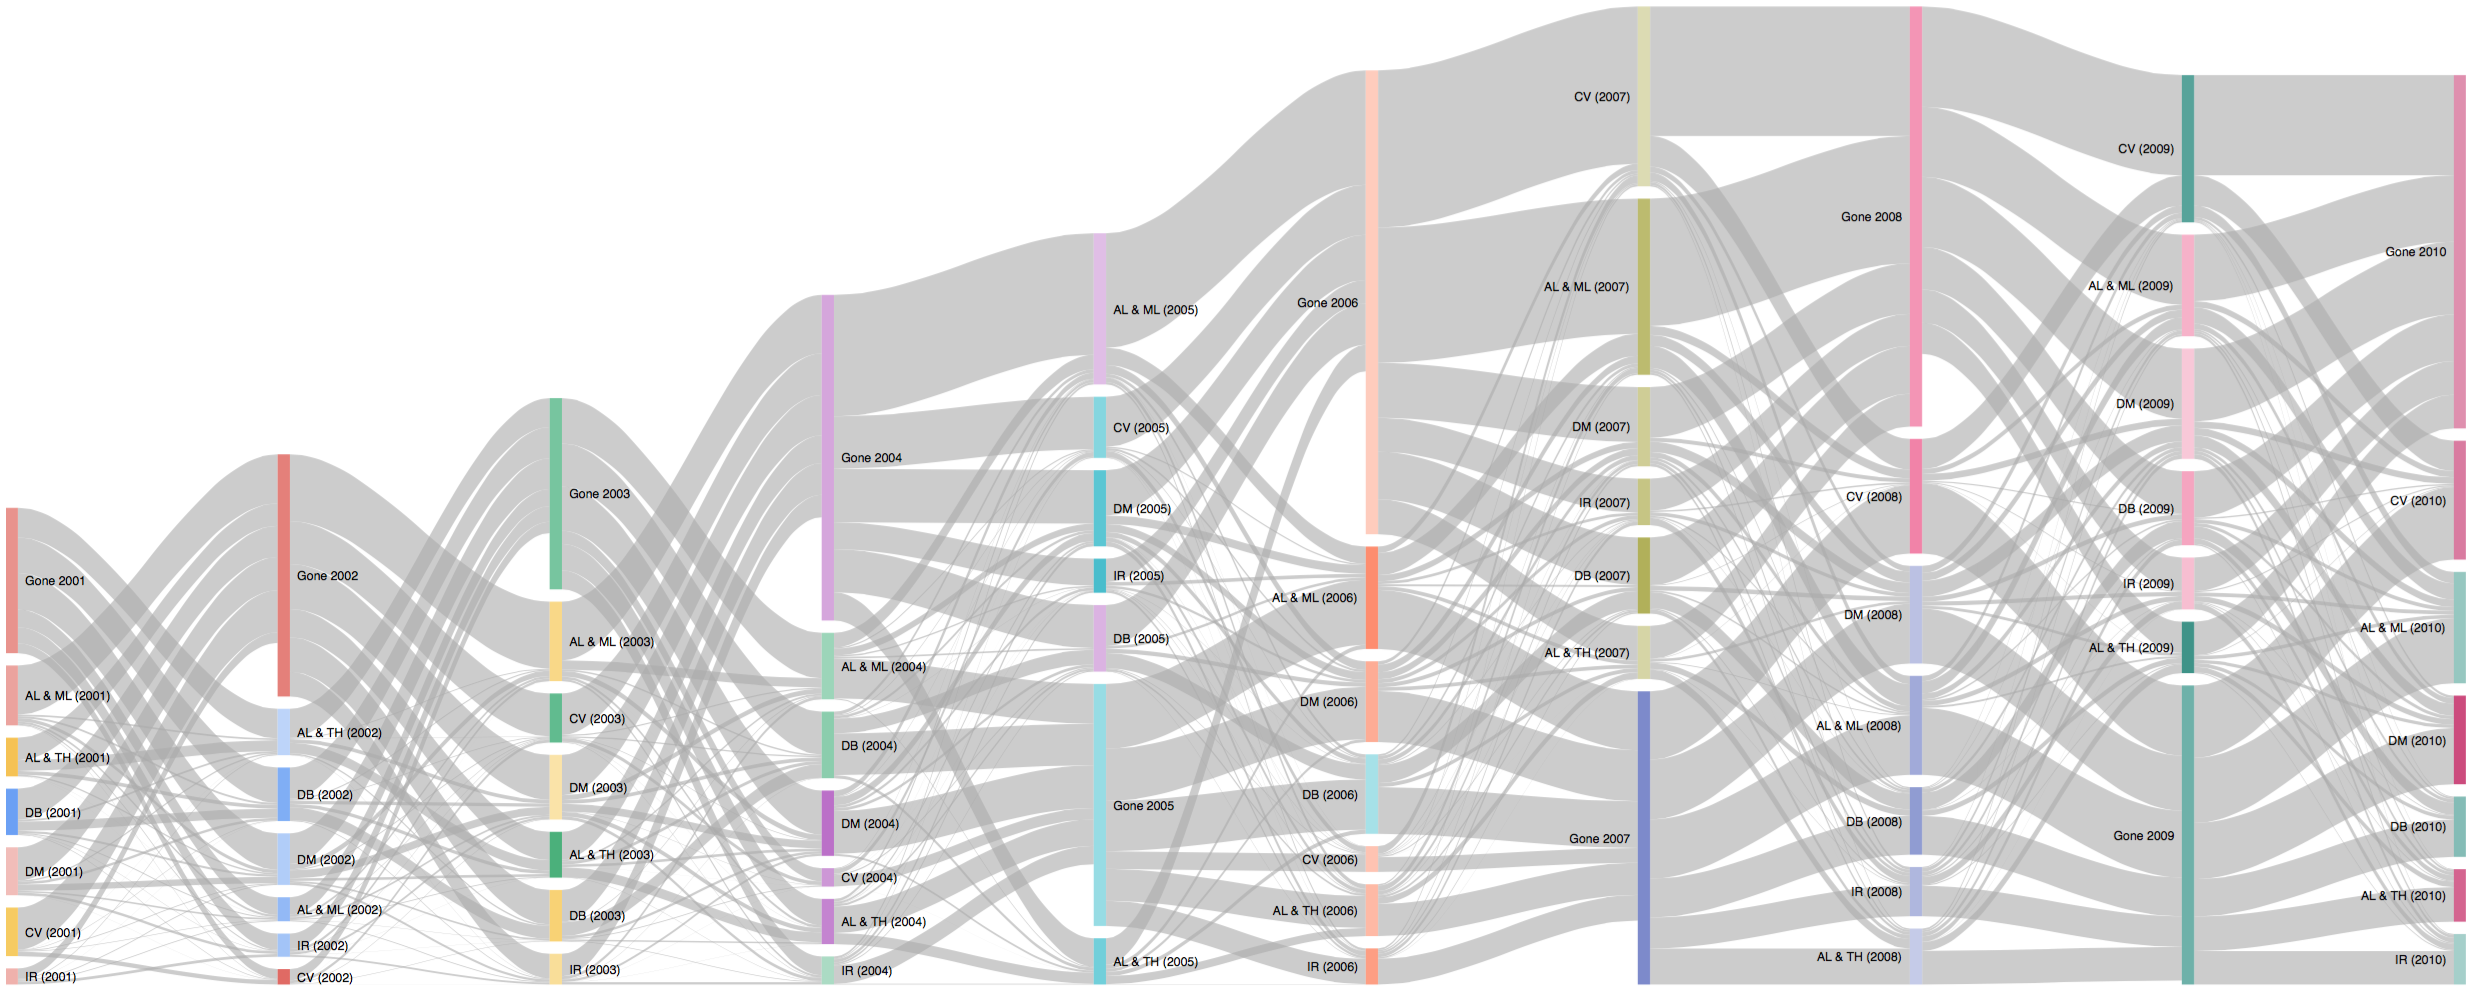 Gone 2001
AL & ML (2001)
AL & TH (2001)
DB (2001)
DM (2001)
CV (2001)
IR (2001)
Gone 2002
AL & TH (2002)
DB (2002)
DM (2002)
AL & ML (2002)
IR (2002)
CV (2002)
Gone 2003
AL & ML (2003)
CV (2003)
DM (2003)
AL & TH (2003)
DB (2003)
IR (2003)
Gone 2004
AL & ML (2004)
DB (2004)
DM (2004)
CV (2004)
AL & TH (2004)
IR (2004)
AL & ML (2005)
CV (2005)
DM (2005)
IR (2005)
DB (2005)
Gone 2005
AL & TH (2005)
Gone 2006
AL & ML (2006)
DM (2006)
DB (2006)
CV (2006)
AL & TH (2006)
IR (2006)
CV (2007)
AL & ML (2007)
DM (2007)
IR (2007)
DB (2007)
AL & TH (2007)
Gone 2007
Gone 2008
CV (2008)
DM (2008)
AL & ML (2008)
DB (2008)
IR (2008)
AL & TH (2008)
CV (2009)
AL & ML (2009)
DM (2009)
DB (2009)
IR (2009)
AL & TH (2009)
Gone 2009
Gone 2010
CV (2010)
AL & ML (2010)
DM (2010)
DB (2010)
AL & TH (2010)
IR (2010)